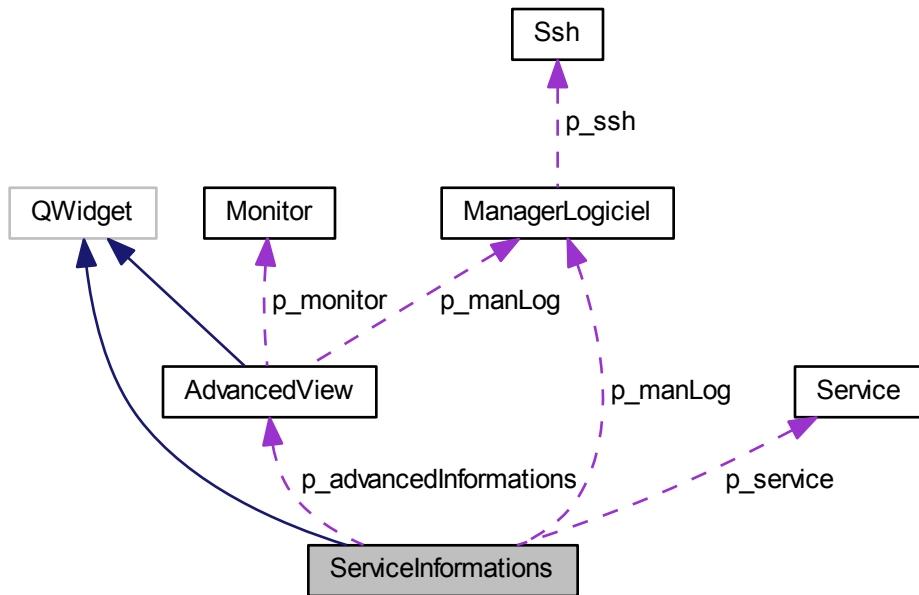 Ssh
p_ssh
QWidget
Monitor
ManagerLogiciel
p_monitor
p_manLog
AdvancedView
p_manLog
Service
p_advancedInformations
p_service
ServiceInformations